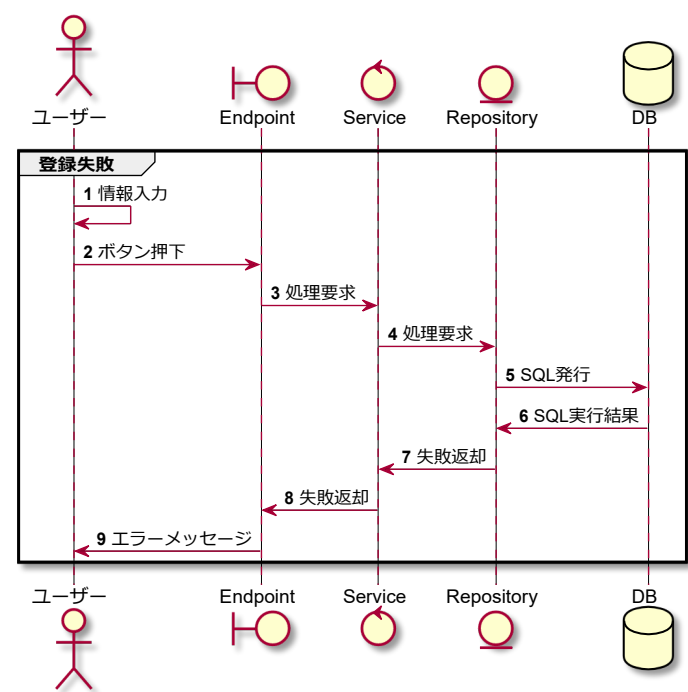 ユーザー Endpoint Service Repository DB
登録失敗
1 情報入力
2 ボタン押下
3 処理要求
4 処理要求
5 SQL発行
6 SQL実行結果
7 失敗返却
8 失敗返却
9 エラーメッセージ
ユーザー Endpoint Service Repository DB